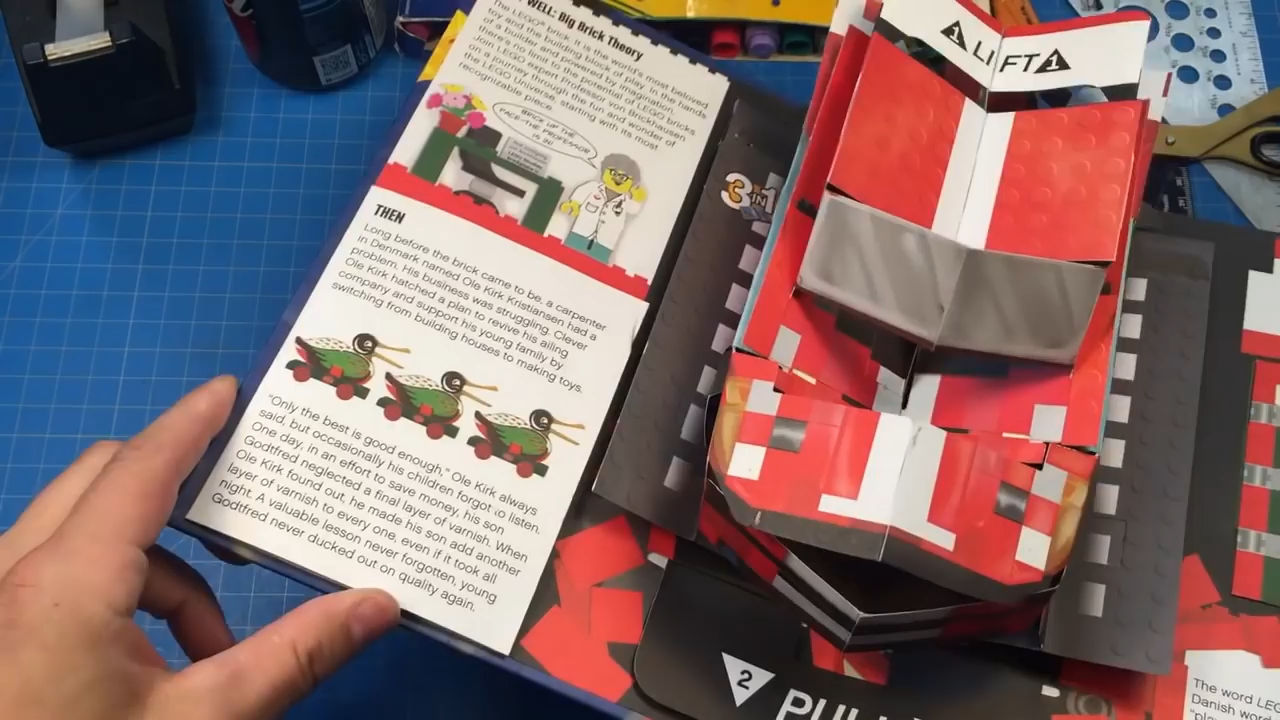 WELL: Big Brick Theory
The LEGO® brick. It is the world's most beloved
toy and the building block of play. In the hands
of a builder and powered by imagination,
there's no limit to the potential of LEGO bricks.
Join LEGO expert Professor von Brickhausen
on a journey through the fun and wonder of
the LEGO Universe, starting with its most
recognizable piece.
BRICK UP THE
FACE–THE PROFESSOR
IS IN!
THEN
Long before the brick came to be, a carpenter
in Denmark named Ole Kirk Kristiansen had a
problem. His business was struggling. Clever
Ole Kirk hatched a plan to revive his ailing
company and support his young family by
switching from building houses to making toys.
"Only the best is good enough," Ole Kirk always
said, but occasionally his children forgot to listen.
One day, in an effort to save money, his son
Godtfred neglected a final layer of varnish. When
Ole Kirk found out, he made his son add another
layer of varnish to every one, even if it took all
night. A valuable lesson never forgotten, young
Godtfred never ducked out on quality again.
3 IN 1
1 LIFT 1
2
PULL
The word LEG
Danish wor
"pla